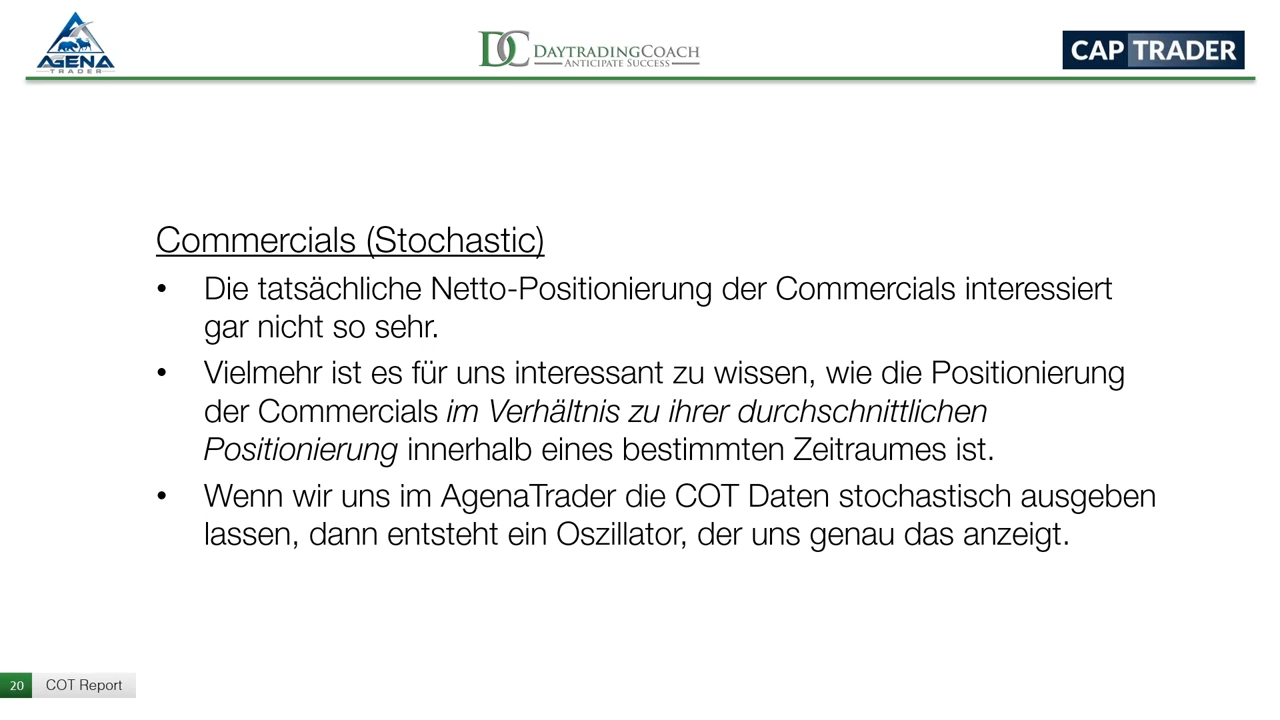 AGENA
TRADER
DC DAYTRADINGCOACH
ANTICIPATE SUCCESS
CAP TRADER
Commercials (Stochastic)
• Die tatsächliche Netto-Positionierung der Commercials interessiert
gar nicht so sehr.
• Vielmehr ist es für uns interessant zu wissen, wie die Positionierung
der Commercials im Verhältnis zu ihrer durchschnittlichen
Positionierung innerhalb eines bestimmten Zeitraumes ist.
• Wenn wir uns im AgenaTrader die COT Daten stochastisch ausgeben
lassen, dann entsteht ein Oszillator, der uns genau das anzeigt.
20 COT Report